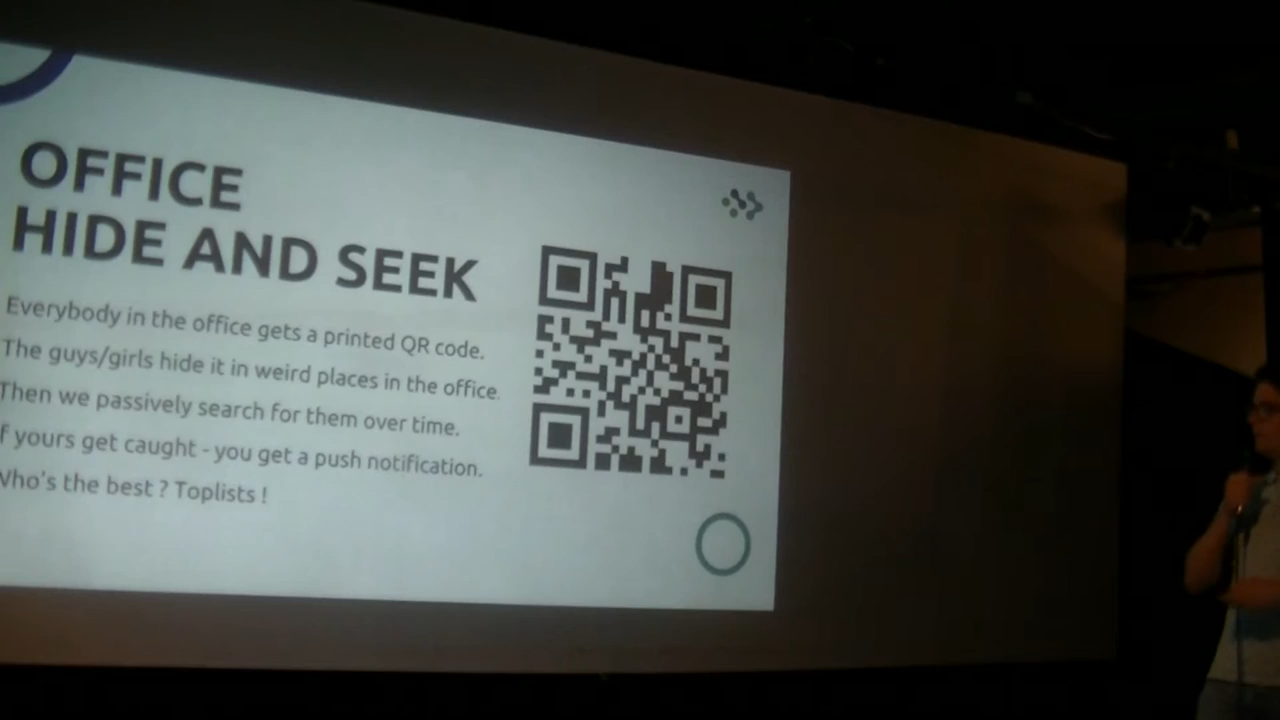 OFFICE
HIDE AND SEEK
Everybody in the office gets a printed QR code.
The guys/girls hide it in weird places in the office.
Then we passively search for them over time.
f yours get caught - you get a push notification.
Who's the best ? Toplists !